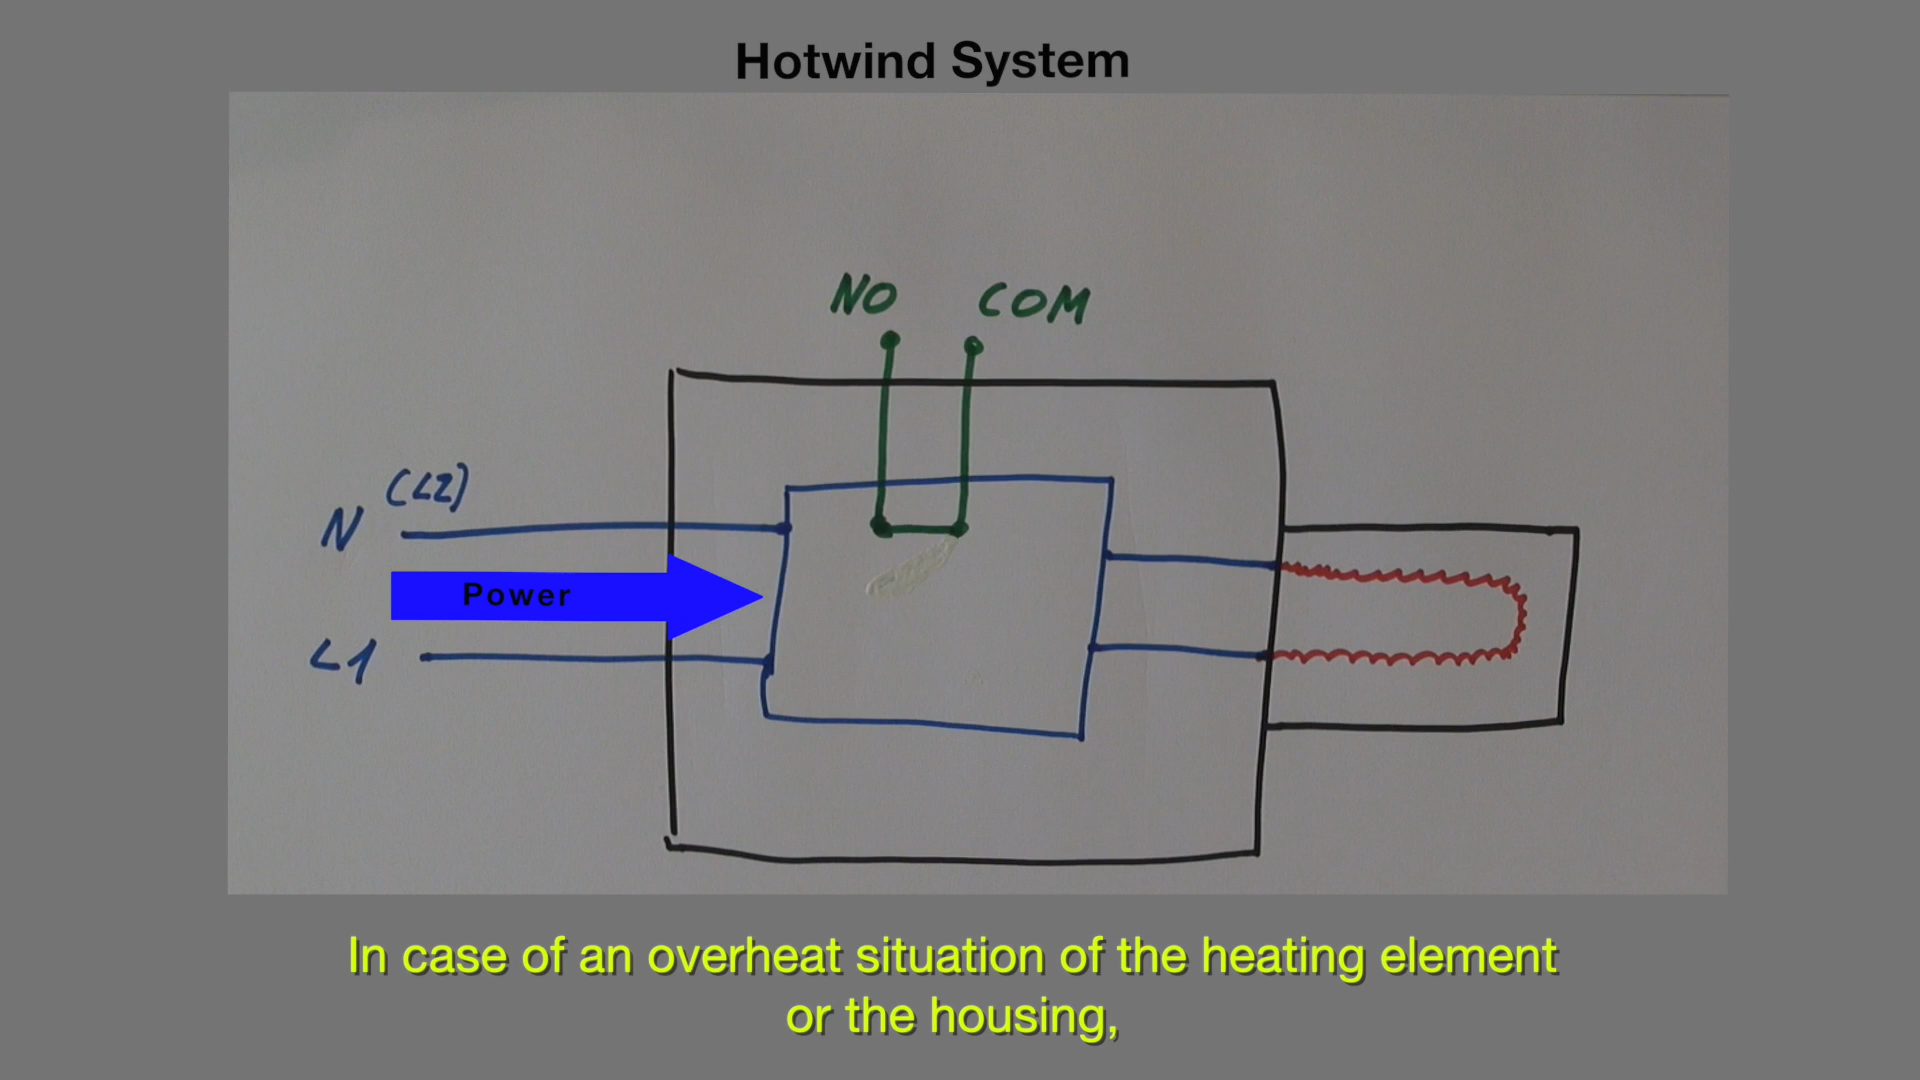 Hotwind System
NO COM
(L2)
N
Power
L1
In case of an overheat situation of the heating element
or the housing,